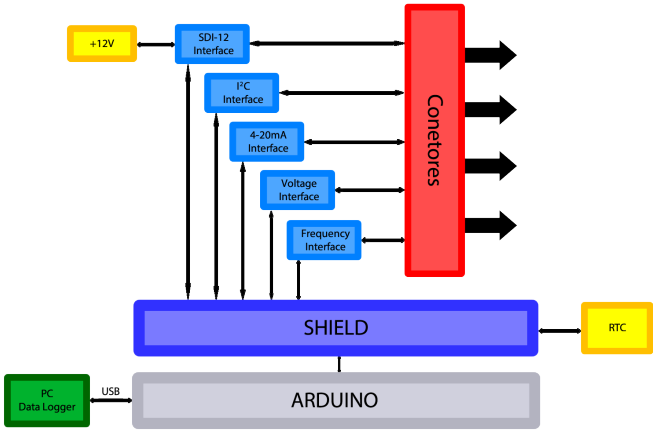 +12V
SDI-12
Interface
I²C
Interface
4-20mA
Interface
Voltage
Interface
Frequency
Interface
Conetores
SHIELD
RTC
PC
Data Logger
USB
ARDUINO